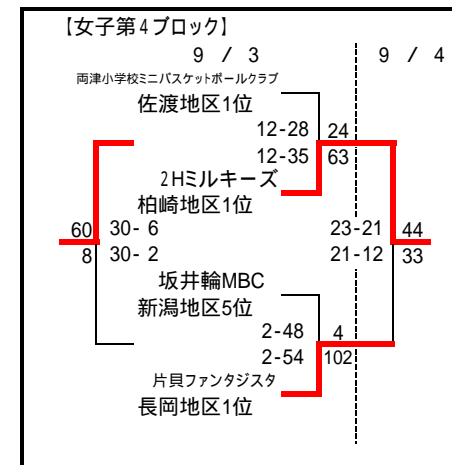 【女子第4ブロック】
9 / 3
9 / 4
両津小学校ミニバスケットボールクラブ
佐渡地区1位
12-28 24
12-35 63
2Hミルキーズ
柏崎地区1位
60 30- 6 23-21 44
8 30- 2 21-12 33
坂井輪MBC
新潟地区5位
2-48 4
2-54 102
片貝ファンタジスタ
長岡地区1位